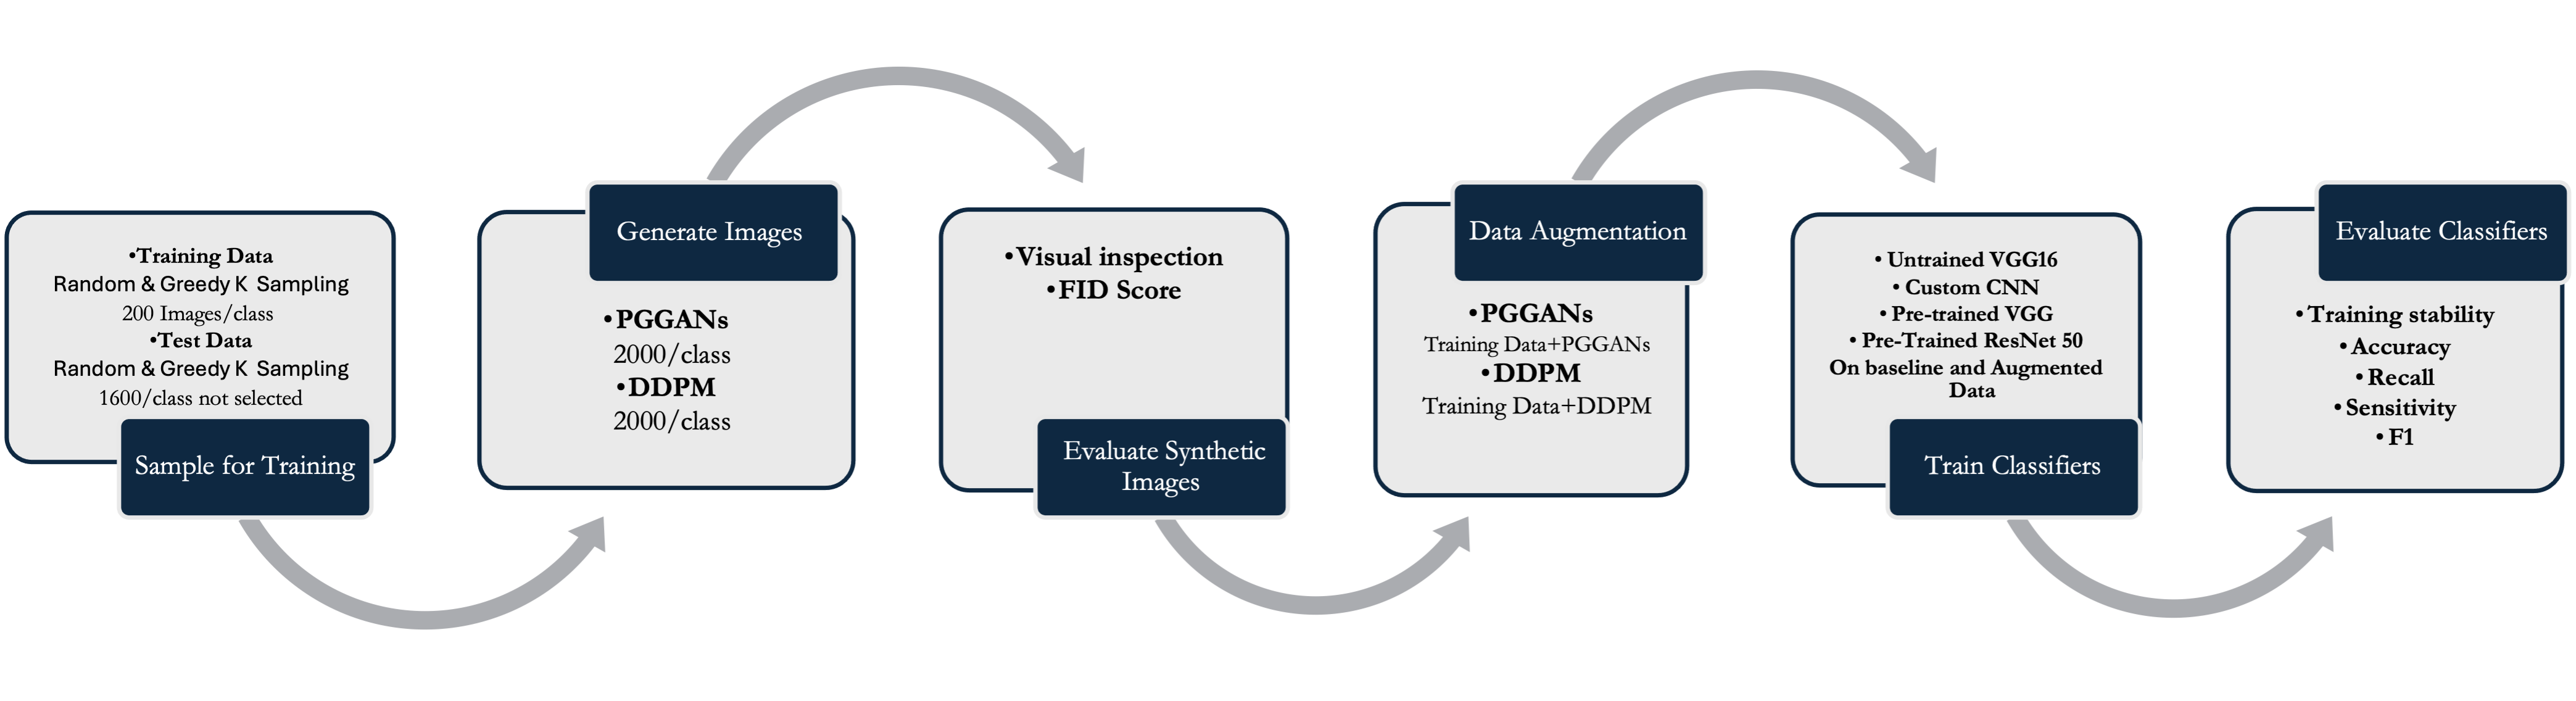 •Training Data
Random & Greedy K Sampling
200 Images/class
•Test Data
Random & Greedy K Sampling
1600/class not selected
Sample for Training
Generate Images
•PGGANs
2000/class
•DDPM
2000/class
•Visual inspection
•FID Score
Evaluate Synthetic
Images
Data Augmentation
•PGGANs
Training Data+PGGANs
•DDPM
Training Data+DDPM
• Untrained VGG16
• Custom CNN
• Pre-trained VGG
• Pre-Trained ResNet 50
On baseline and Augmented
Data
Train Classifiers
Evaluate Classifiers
•Training stability
•Accuracy
•Recall
•Sensitivity
•F1